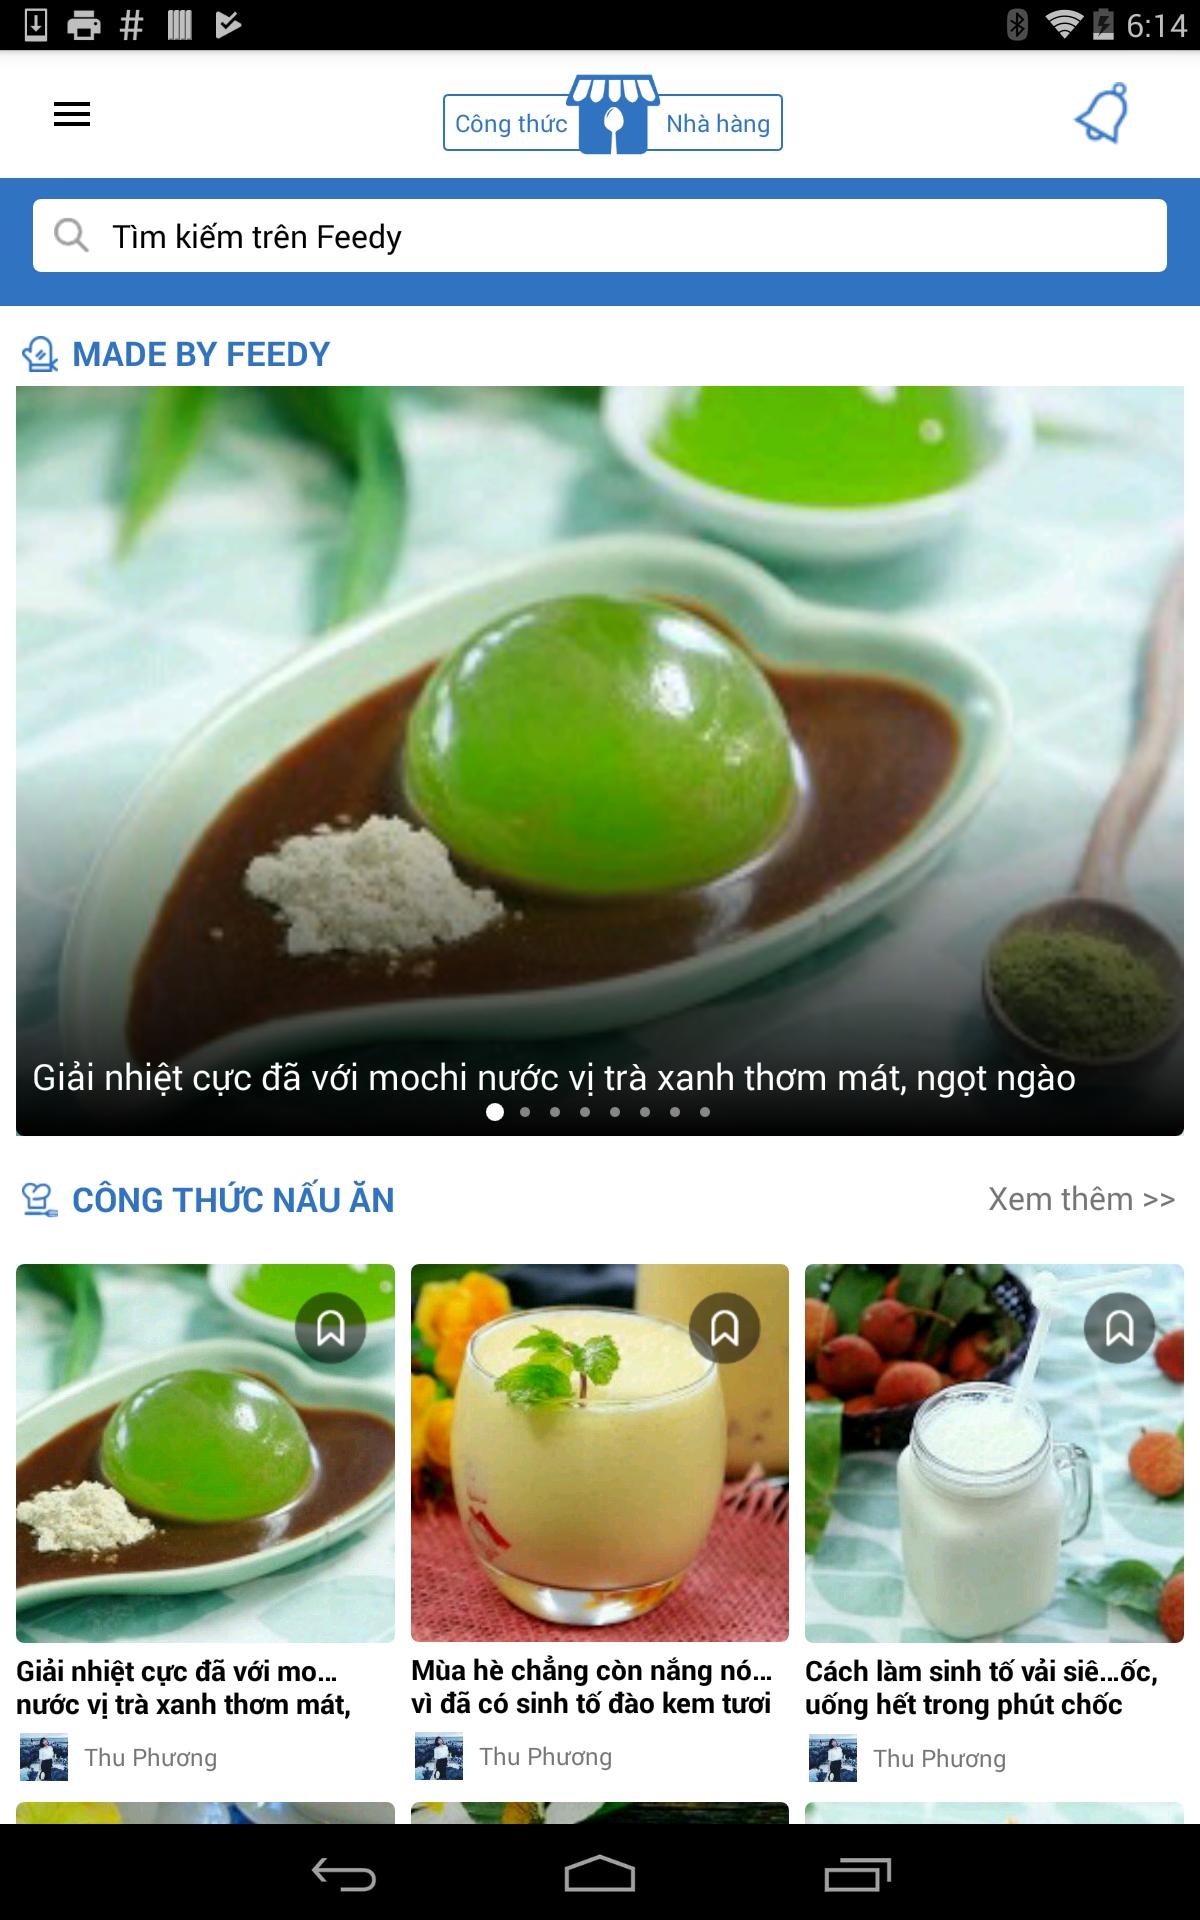 6:14
Công thức
Nhà hàng
Tìm kiếm trên Feedy
MADE BY FEEDY
Giải nhiệt cực đã với mochi nước vị trà xanh thơm mát, ngọt ngào
CÔNG THỨC NẤU ĂN
Xem thêm >>
Giải nhiệt cực đã với mo...
nước vị trà xanh thơm mát,
Thu Phương
Mùa hè chẳng còn nắng nó...
vì đã có sinh tố đào kem tươi
Thu Phương
Cách làm sinh tố vải siê...ốc,
uống hết trong phút chốc
Thu Phương